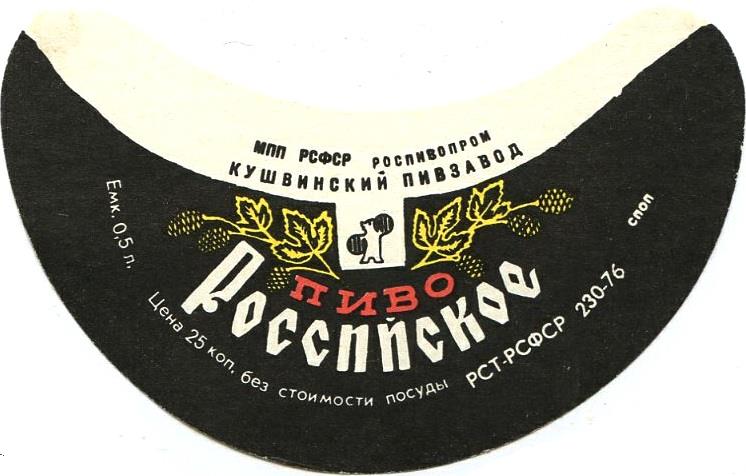 МПП РСФСР РОСПИВОПРОМ
КУШВИНСКИЙ ПИВЗАВОД
ПИВО
Российское
Емк. 0,5 л.
Цена 25 коп. без стоимости посуды
РСТ-РСФСР 230-76
СПОП